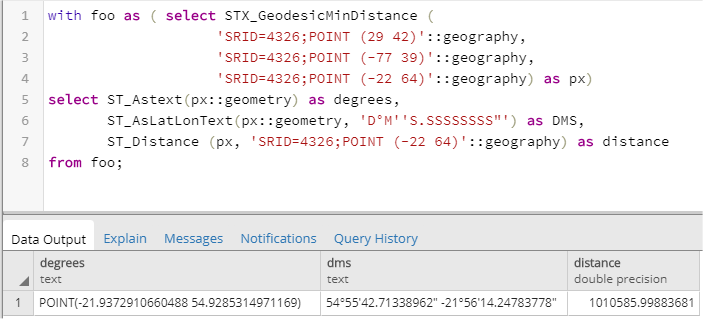 1 with foo as ( select STX_GeodesicMinDistance (
2 'SRID=4326;POINT (29 42)'::geography,
3 'SRID=4326;POINT (-77 39)'::geography,
4 'SRID=4326;POINT (-22 64)'::geography) as px)
5 select ST_Astext(px::geometry) as degrees,
6 ST_AsLatLonText(px::geometry, 'D°M''S.SSSSSSSS"') as DMS,
7 ST_Distance (px, 'SRID=4326;POINT (-22 64)'::geography) as distance
8 from foo;
Data Output Explain Messages Notifications Query History
degrees dms distance
text text double precision
1 POINT(-21.9372910660488 54.9285314971169) 54°55'42.71338962" -21°56'14.24783778" 1010585.99883681